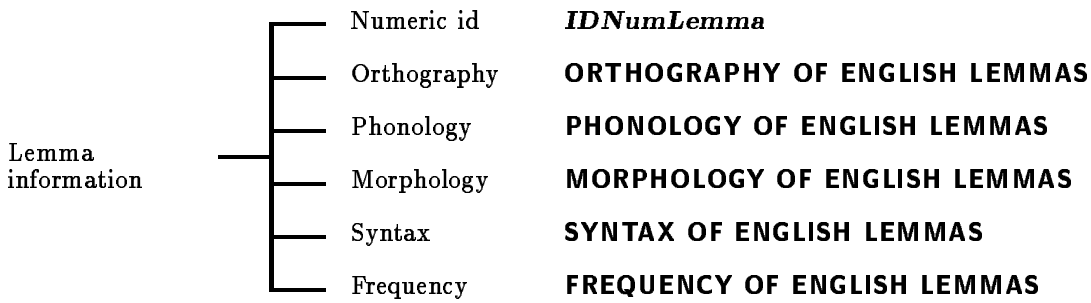 Numeric id IDNumLemma
Orthography ORTHOGRAPHY OF ENGLISH LEMMAS
Phonology PHONOLOGY OF ENGLISH LEMMAS
Lemma
information
Morphology MORPHOLOGY OF ENGLISH LEMMAS
Syntax SYNTAX OF ENGLISH LEMMAS
Frequency FREQUENCY OF ENGLISH LEMMAS